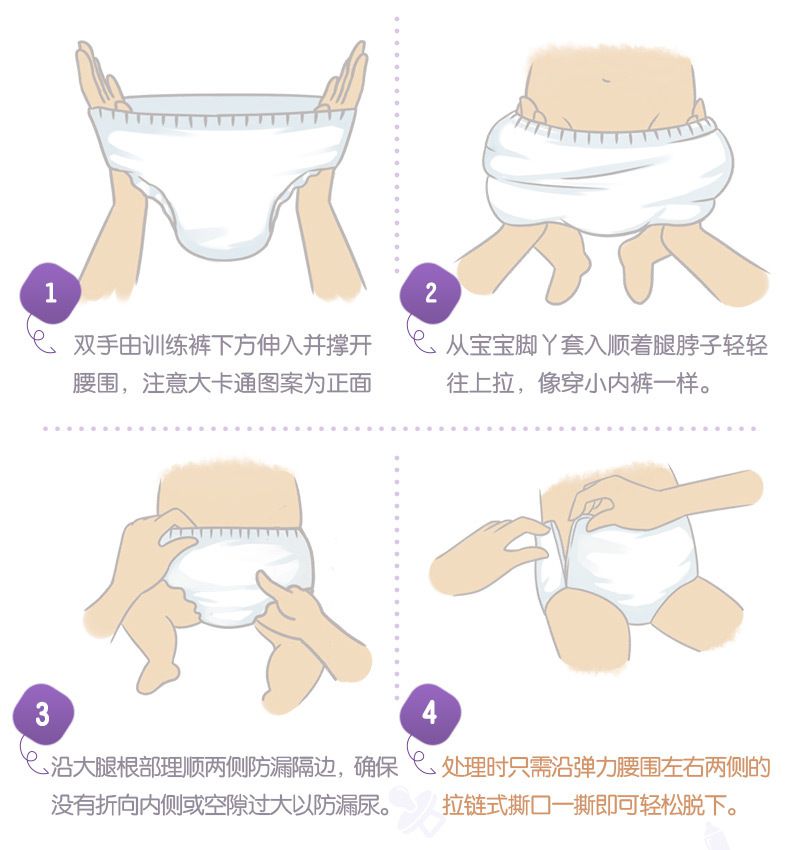 1
双手由训练裤下方伸入并撑开
腰围，注意大卡通图案为正面
2
从宝宝脚丫套入顺着腿脖子轻轻
往上拉，像穿小内裤一样。
3
沿大腿根部理顺两侧防漏隔边，确保
没有折向内侧或空隙过大以防漏尿。
4
处理时只需沿弹力腰围左右两侧的
拉链式撕口一撕即可轻松脱下。